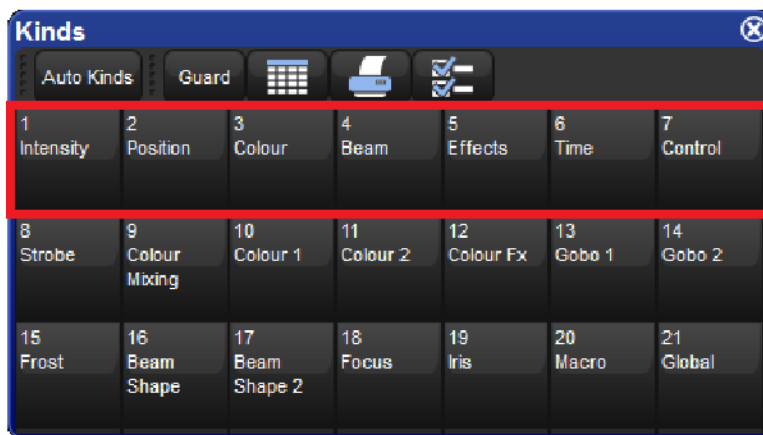 Kinds
Auto Kinds Guard
1 2 3 4 5 6 7
Intensity Position Colour Beam Effects Time Control
8 9 10 11 12 13 14
Strobe Colour Colour 1 Colour 2 Colour Fx Gobo 1 Gobo 2
Mixing
15 16 17 18 19 20 21
Frost Beam Beam Focus Iris Macro Global
Shape Shape 2